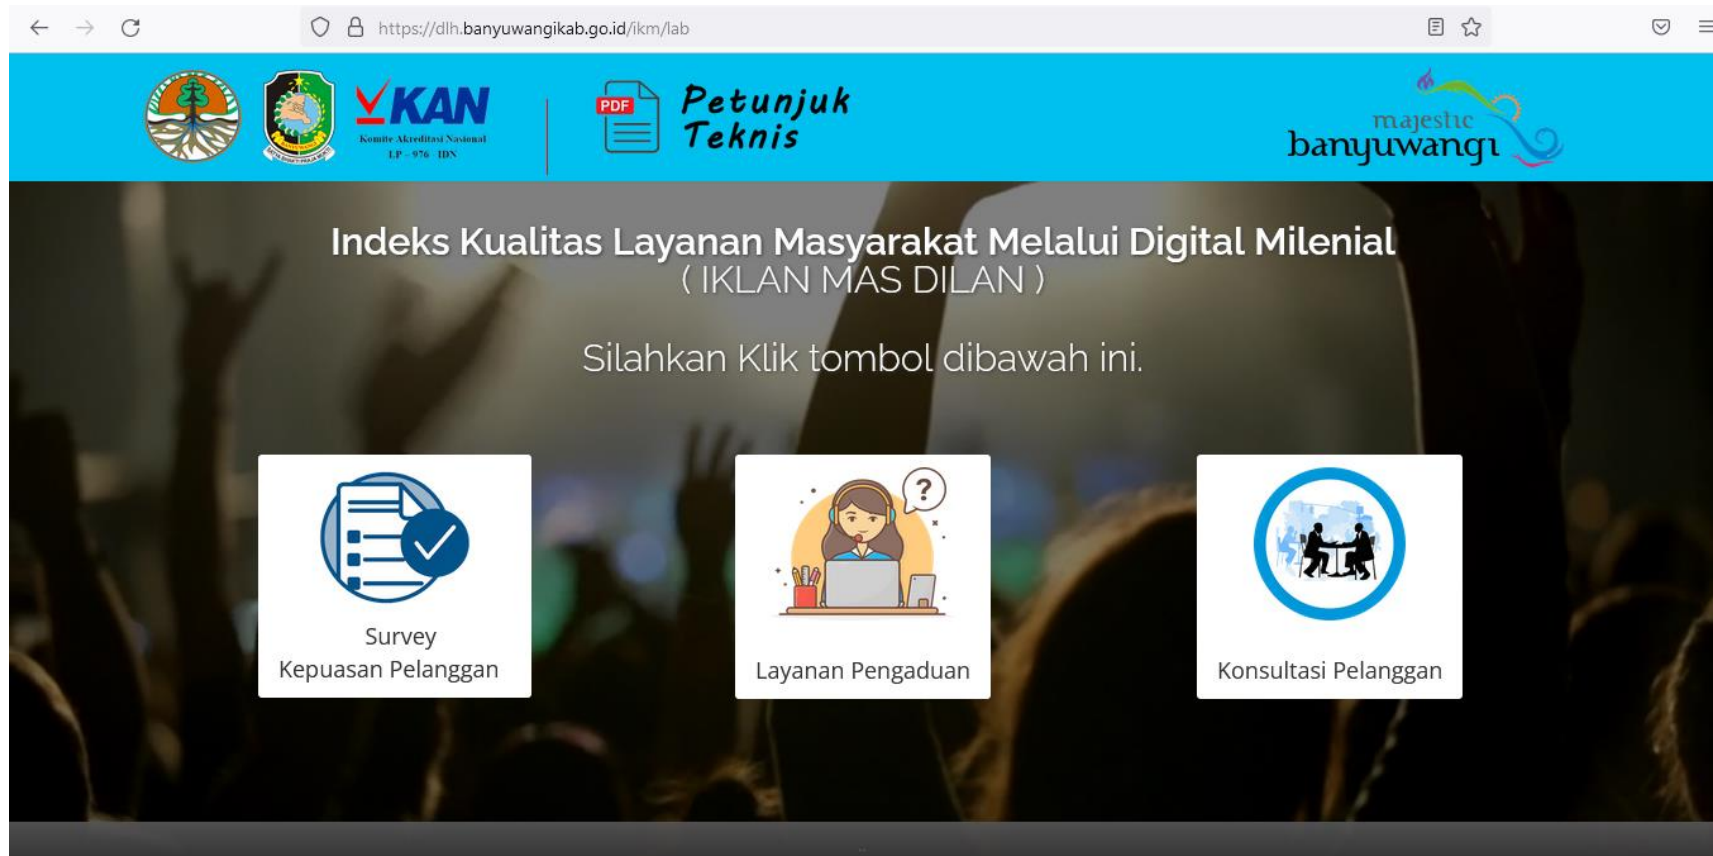 https://dlh.banyuwangikab.go.id/ikm/lab
KAN
Komite Akreditasi Nasional
LP - 976 - IDN
PDF
Petunjuk
Teknis
majestic
banyuwangi
Indeks Kualitas Layanan Masyarakat Melalui Digital Milenial
( IKLAN MAS DILAN )
Silahkan Klik tombol dibawah ini.
?
Survey
Kepuasan Pelanggan
Layanan Pengaduan
Konsultasi Pelanggan